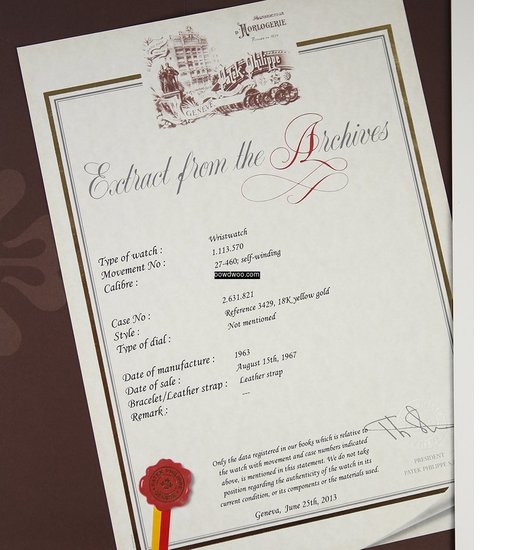 Manufacture
D'HORLOGERIE
Patek Philippe
GENEVE
Extract from the Archives
Type of watch : Wristwatch
Movement No : 1.113.570
Calibre : 27-460; self-winding
powdwoo.com
Case No : 2.631.821
Style : Reference 3429, 18K yellow gold
Type of dial : Not mentioned
Date of manufacture : 1963
Date of sale : August 15th, 1967
Bracelet/Leather strap : Leather strap
Remark : ---
Only the data registered in our books which is relative to
the watch with movement and case numbers indicated
above, is mentioned in this statement. We do not take
position regarding the authenticity of the watch in its
current condition, or its components or the materials used.
Geneva, June 25th, 2013
PRESIDENT
PATEK PHILIPPE S.A